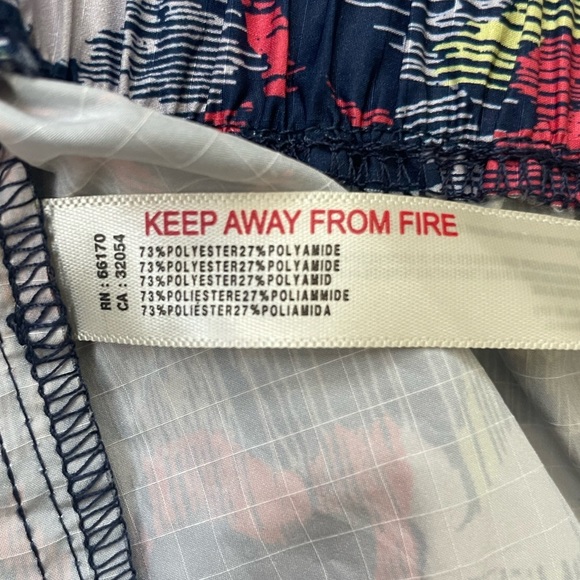 KEEP AWAY FROM FIRE
73%POLYESTER27%POLYAMIDE
73%POLYESTER27%POLYAMIDE
73%POLYESTER27%POLYAMID
73%POLIESTERE27%POLIAMMIDE
73%POLIESTER27%POLIAMIDA
RN : 66170
CA : 32054